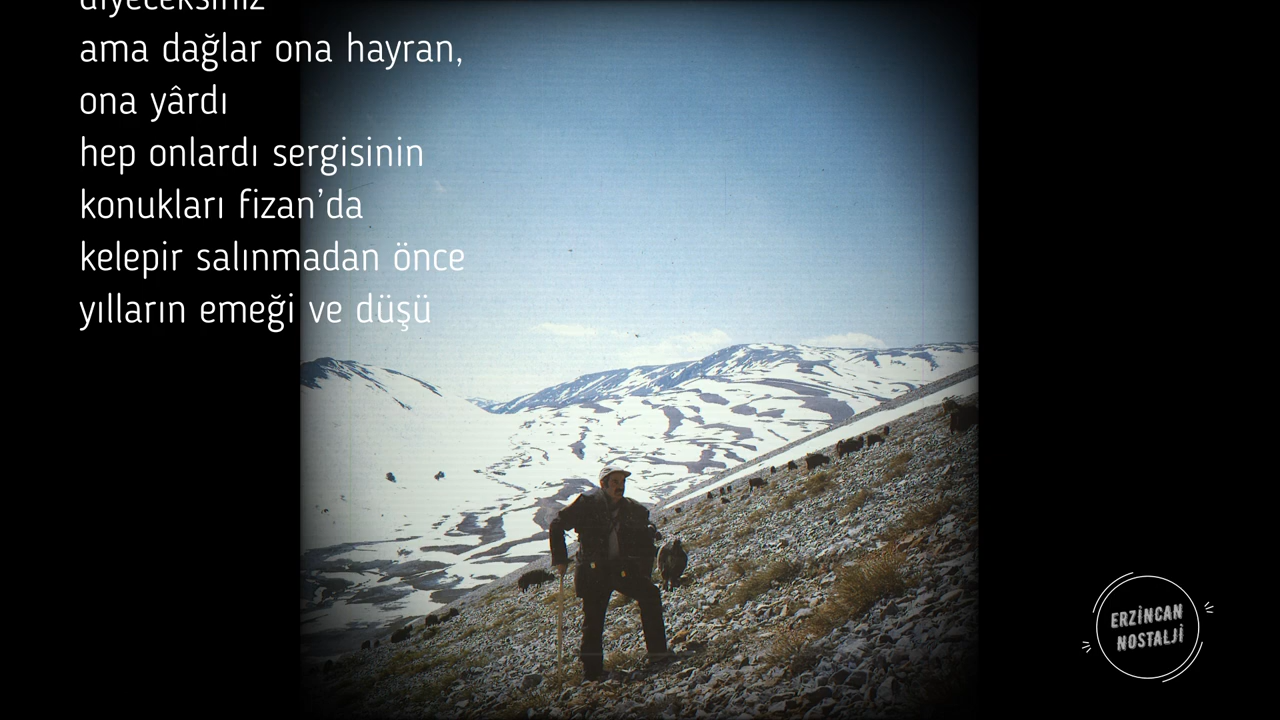 diyeceksiniz
ama dağlar ona hayran,
ona yârdı
hep onlardı sergisinin
konukları fizan’da
kelepir salınmadan önce
yılların emeği ve düşü
ERZİNCAN
NOSTALJİ